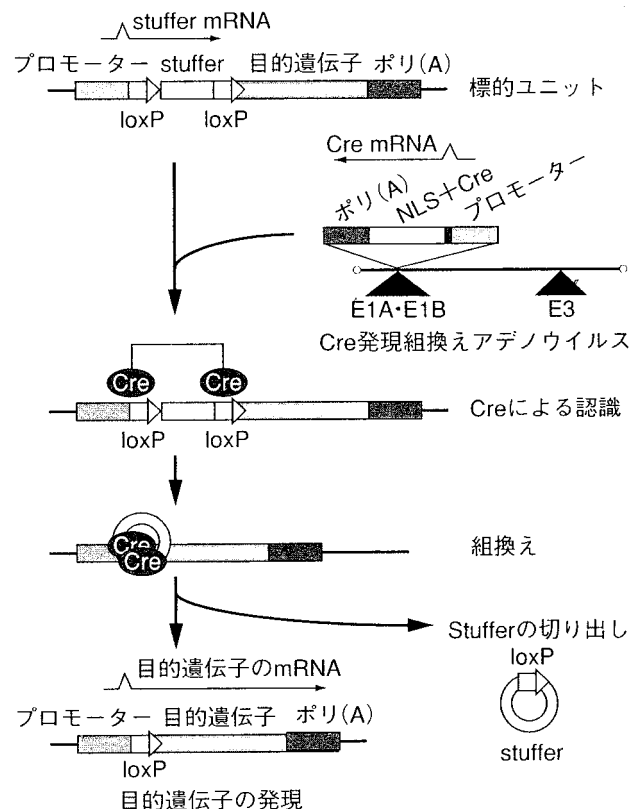 stuffer mRNA
プロモーター stuffer 目的遺伝子 ポリ(A)
標的ユニット
loxP loxP
Cre mRNA
ポリ(A) NLS+Cre プロモーター
E1A・E1B E3
Cre発現組換えアデノウイルス
Cre Cre
Creによる認識
loxP loxP
Cre
Cre
組換え
Stufferの切り出し
loxP
stuffer
目的遺伝子のmRNA
プロモーター 目的遺伝子 ポリ(A)
loxP
目的遺伝子の発現